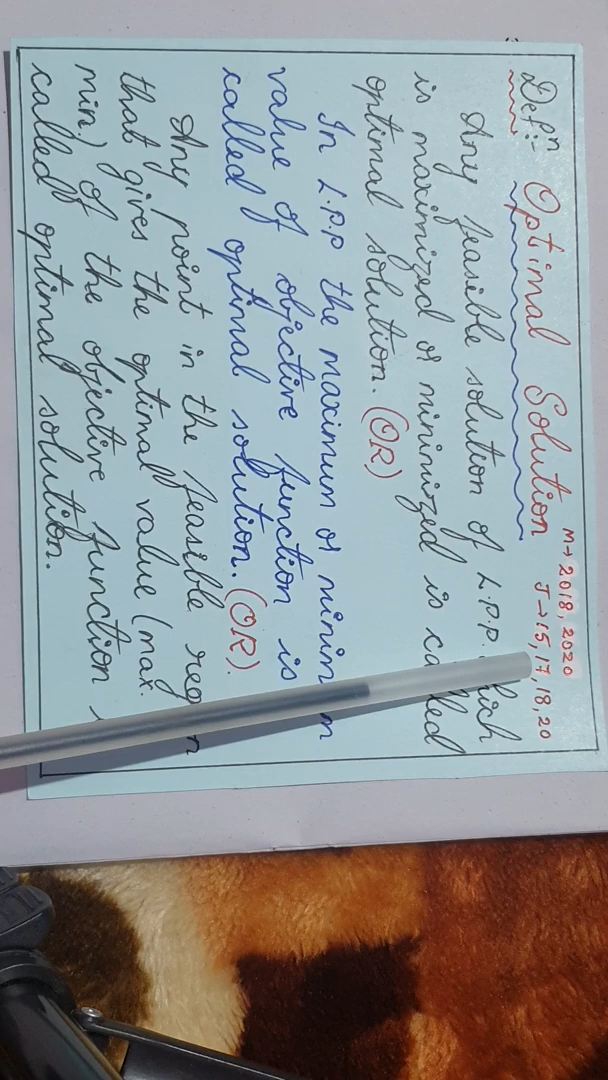 M→2018, 2020
Defⁿ:- Optimal Solution J→15, 17, 18, 20
Any feasible solution of L.P.P. which
is maximized or minimized is called
optimal solution. (OR)
In L.P.P the maximum or minimum
value of objective function is
called optimal solution. (OR).
Any point in the feasible region
that gives the optimal value (max.
min.) of the objective function
called optimal solution.